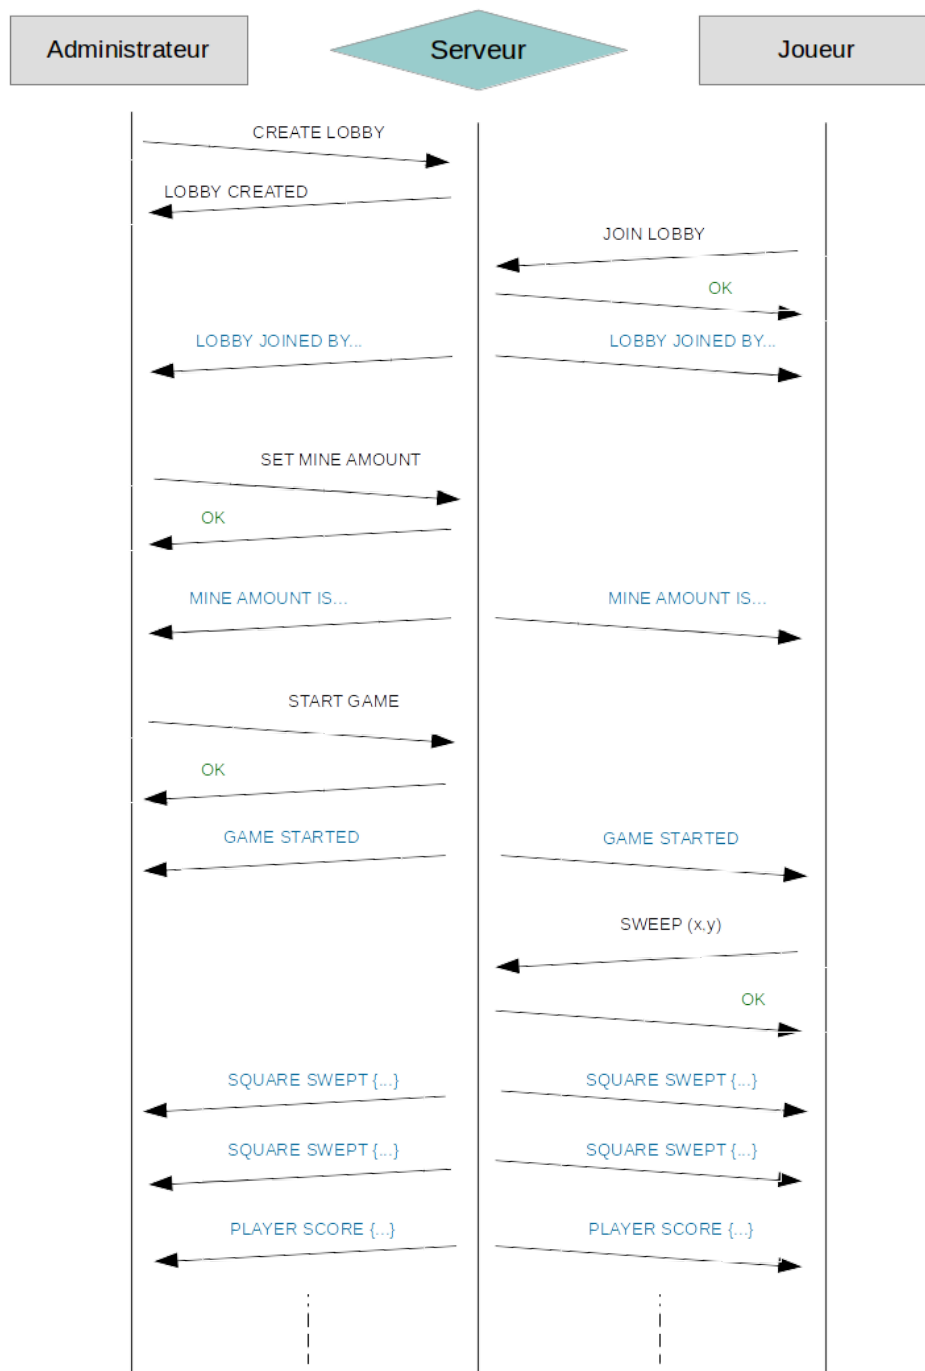 Administrateur
Serveur
Joueur
CREATE LOBBY
LOBBY CREATED
JOIN LOBBY
OK
LOBBY JOINED BY...
LOBBY JOINED BY...
SET MINE AMOUNT
OK
MINE AMOUNT IS...
MINE AMOUNT IS...
START GAME
OK
GAME STARTED
GAME STARTED
SWEEP (x,y)
OK
SQUARE SWEPT {...}
SQUARE SWEPT {...}
SQUARE SWEPT {...}
SQUARE SWEPT {...}
PLAYER SCORE {...}
PLAYER SCORE {...}